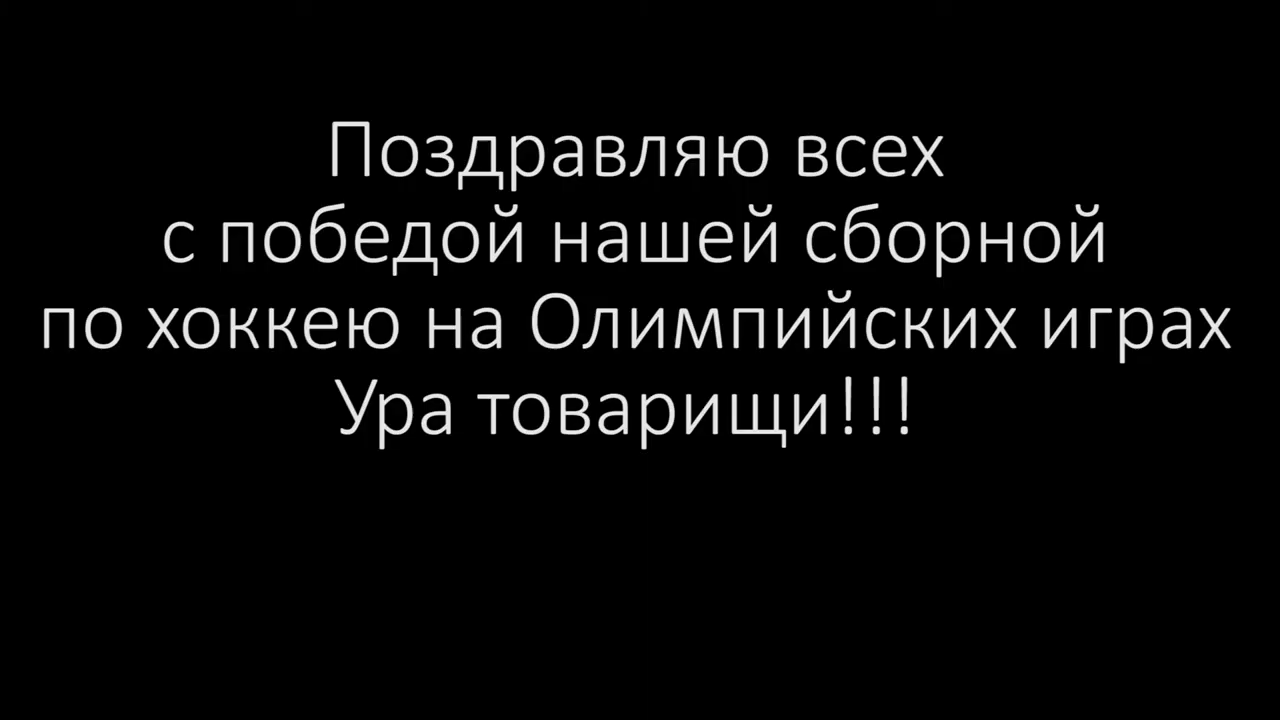 Поздравляю всех
с победой нашей сборной
по хоккею на Олимпийских играх
Ура товарищи!!!